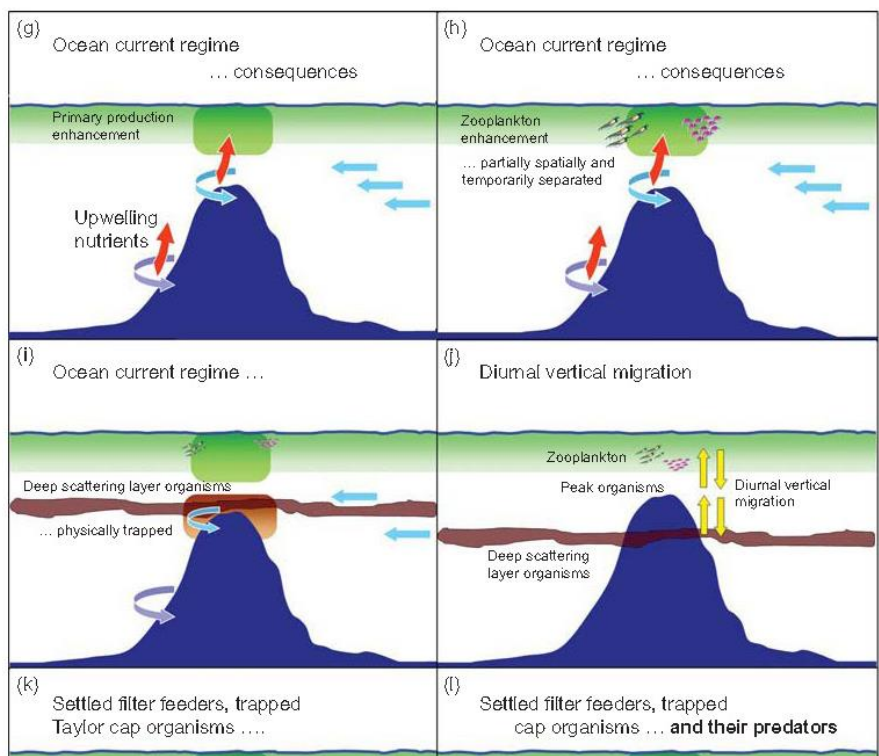 (g)
Ocean current regime
... consequences
Primary production
enhancement
Upwelling
nutrients
(h)
Ocean current regime
... consequences
Zooplankton
enhancement
... partially spatially and
temporarily separated
(i)
Ocean current regime ...
Deep scattering layer organisms
... physically trapped
(j)
Diurnal vertical migration
Zooplankton
Peak organisms
Diurnal vertical
migration
Deep scattering
layer organisms
(k)
Settled filter feeders, trapped
Taylor cap organisms ....
(l)
Settled filter feeders, trapped
cap organisms ... and their predators